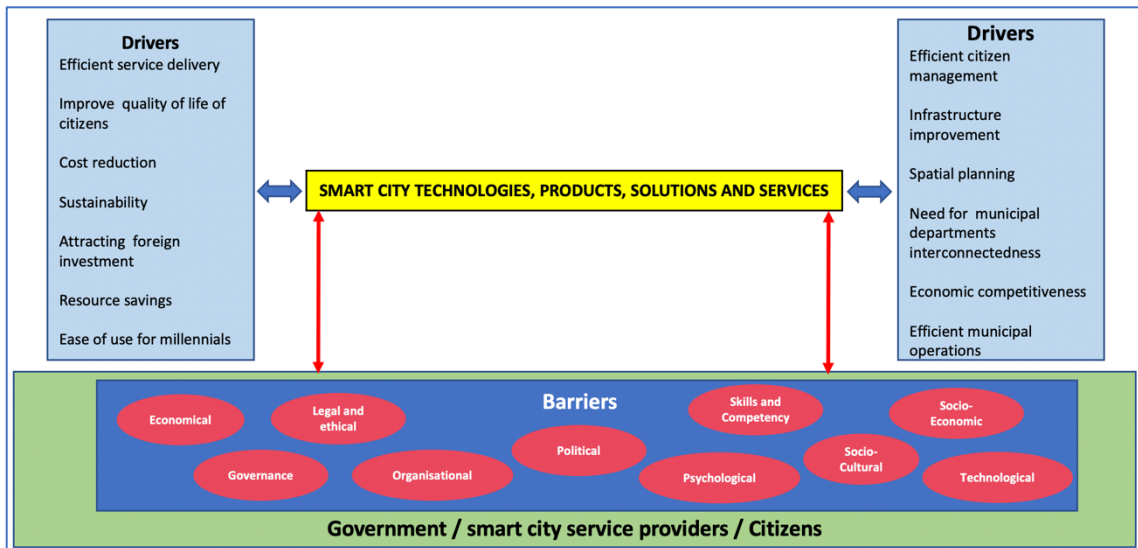 Drivers
Efficient service delivery
Improve quality of life of
citizens
Cost reduction
Sustainability
Attracting foreign
investment
Resource savings
Ease of use for millennials
SMART CITY TECHNOLOGIES, PRODUCTS, SOLUTIONS AND SERVICES
Drivers
Efficient citizen
management
Infrastructure
improvement
Spatial planning
Need for municipal
departments
interconnectedness
Economic competitiveness
Efficient municipal
operations
Barriers
Economical
Legal and
ethical
Skills and
Competency
Socio-
Economic
Governance
Organisational
Political
Psychological
Socio-
Cultural
Technological
Government / smart city service providers / Citizens